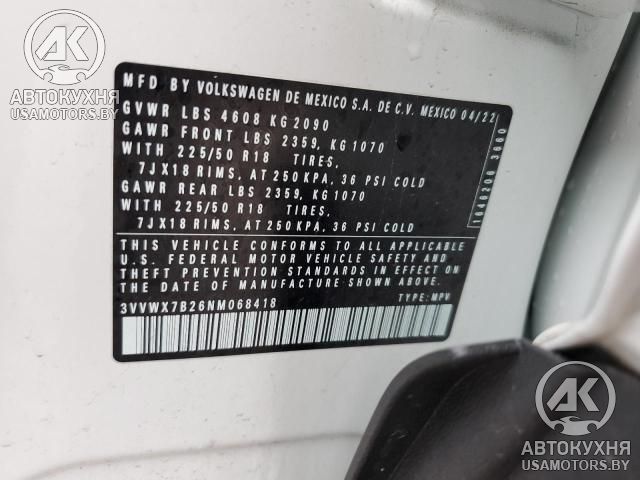 АК
АВТОКУХНЯ
USAMOTORS.BY
MFD BY VOLKSWAGEN DE MEXICO S.A. DE C.V. MEXICO 04/22
GVWR LBS 4608 KG 2090
GAWR FRONT LBS 2359, KG 1070
WITH 225/50 R18 TIRES,
7JX18 RIMS, AT 250 KPA, 36 PSI COLD
GAWR REAR LBS 2359, KG 1070
WITH 225/50 R18 TIRES,
7JX18 RIMS, AT 250 KPA, 36 PSI COLD
THIS VEHICLE CONFORMS TO ALL APPLICABLE
U.S. FEDERAL MOTOR VEHICLE SAFETY AND
THEFT PREVENTION STANDARDS IN EFFECT ON
THE DATE OF MANUFACTURE SHOWN ABOVE.
3VVWX7B26NM068418 TYPE: MPV
1646206 3660
АК
АВТОКУХНЯ
USAMOTORS.BY